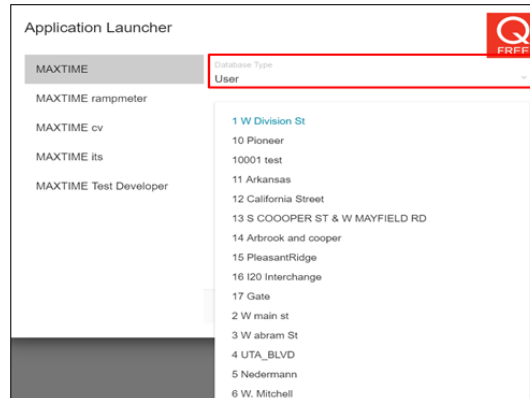 Application Launcher
Q
FREE
MAXTIME
MAXTIME rampmeter
MAXTIME cv
MAXTIME its
MAXTIME Test Developer
Database Type
User
1 W Division St
10 Pioneer
10001 test
11 Arkansas
12 California Street
13 S COOOPER ST & W MAYFIELD RD
14 Arbrook and cooper
15 PleasantRidge
16 I20 Interchange
17 Gate
2 W main st
3 W abram St
4 UTA_BLVD
5 Nedermann
6 W. Mitchell